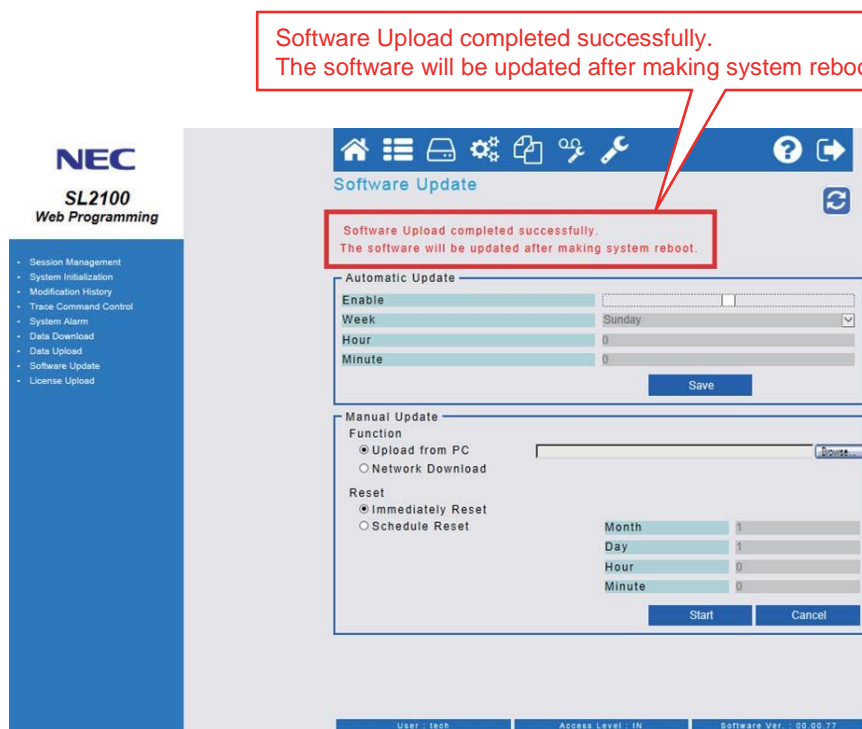 Software Upload completed successfully.
The software will be updated after making system reboo
NEC
SL2100
Web Programming
Session Management
System Initialization
Modification History
Trace Command Control
System Alarm
Data Download
Data Upload
Software Update
License Upload
Software Update
Software Upload completed successfully.
The software will be updated after making system reboot.
Automatic Update
Enable
Week Sunday
Hour 0
Minute 0
Save
Manual Update
Function
Upload from PC Browse...
Network Download
Reset
Immediately Reset
Schedule Reset Month 1
Day 1
Hour 0
Minute 0
Start Cancel
User : tech Access Level : IN Software Ver. : 00.00.77